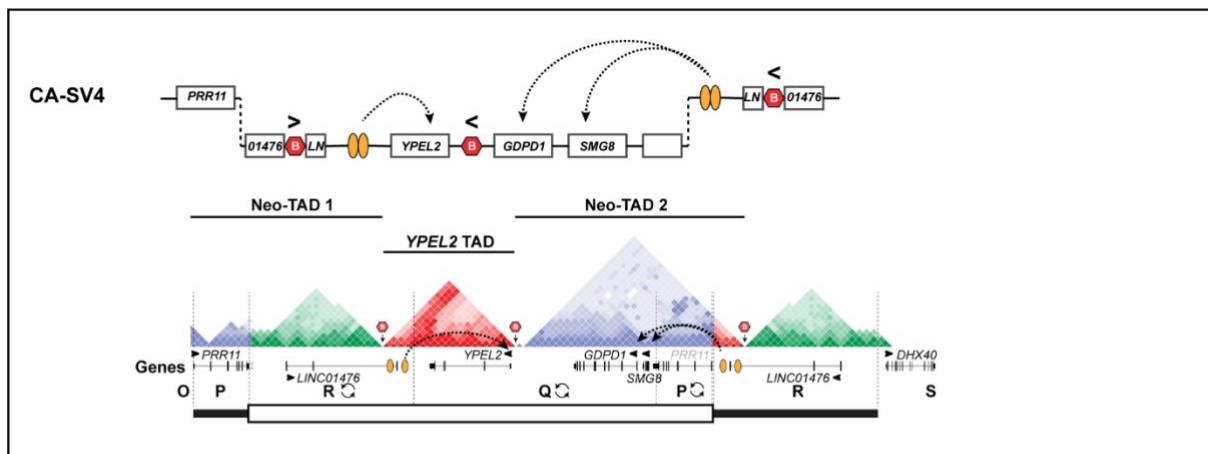 PRR11
>
<
LN
B
01476
CA-SV4
01476
B
LN
YPEL2
<
B
GDPD1
SMG8
Neo-TAD 1
Neo-TAD 2
YPEL2 TAD
B
B
B
PRR11
YPEL2
GDPD1
PRR11
DHX40
Genes
LINC01476
SMG8
LINC01476
O P R Q P R S